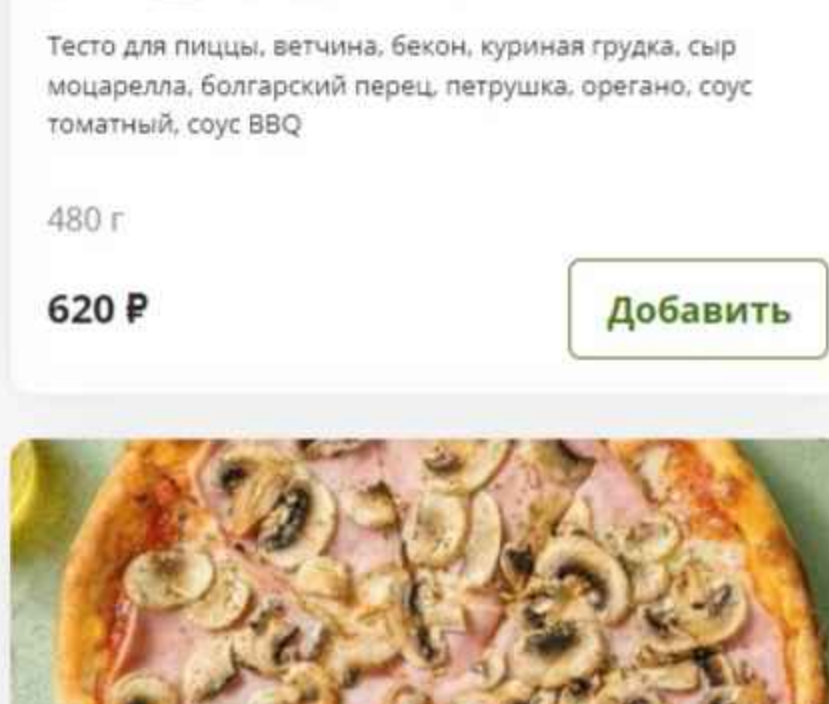 Тесто для пиццы, ветчина, бекон, куриная грудка, сыр
моцарелла, болгарский перец, петрушка, орегано, соус
томатный, соус BBQ
480 г
620 ₽
Добавить